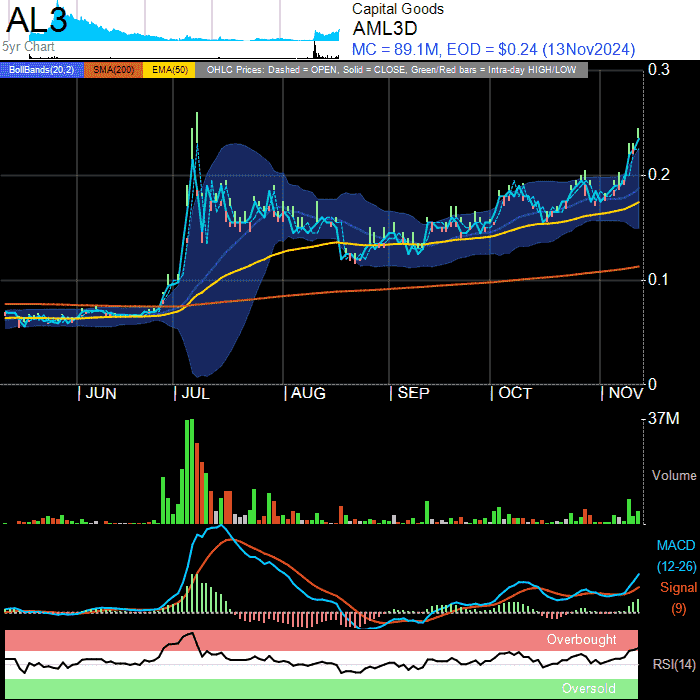 AL3
5yr Chart
Capital Goods
AML3D
MC = 89.1M, EOD = $0.24 (13Nov2024)
BollBands(20,2) SMA(200) EMA(50) OHLC Prices: Dashed = OPEN, Solid = CLOSE, Green/Red bars = Intra-day HIGH/LOW
0.3
0.2
0.1
0
| JUN | JUL | AUG | SEP | OCT | NOV
37M
Volume
MACD
(12-26)
Signal
(9)
Overbought
RSI(14)
Oversold